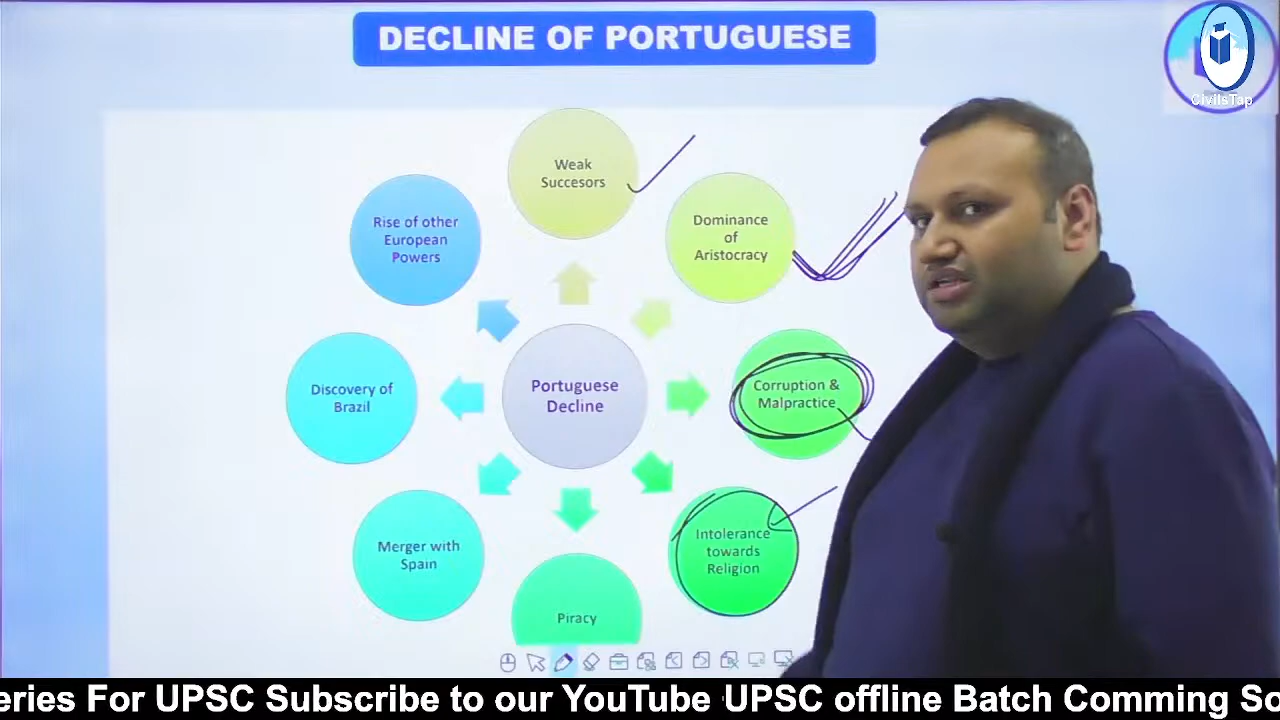 DECLINE OF PORTUGUESE
CivilsTap
Weak
Succesors
Dominance
of
Aristocracy
Corruption &
Malpractice
Intolerance
towards
Religion
Piracy
Merger with
Spain
Discovery of
Brazil
Rise of other
European
Powers
Portuguese
Decline
eries For UPSC Subscribe to our YouTube UPSC offline Batch Comming So